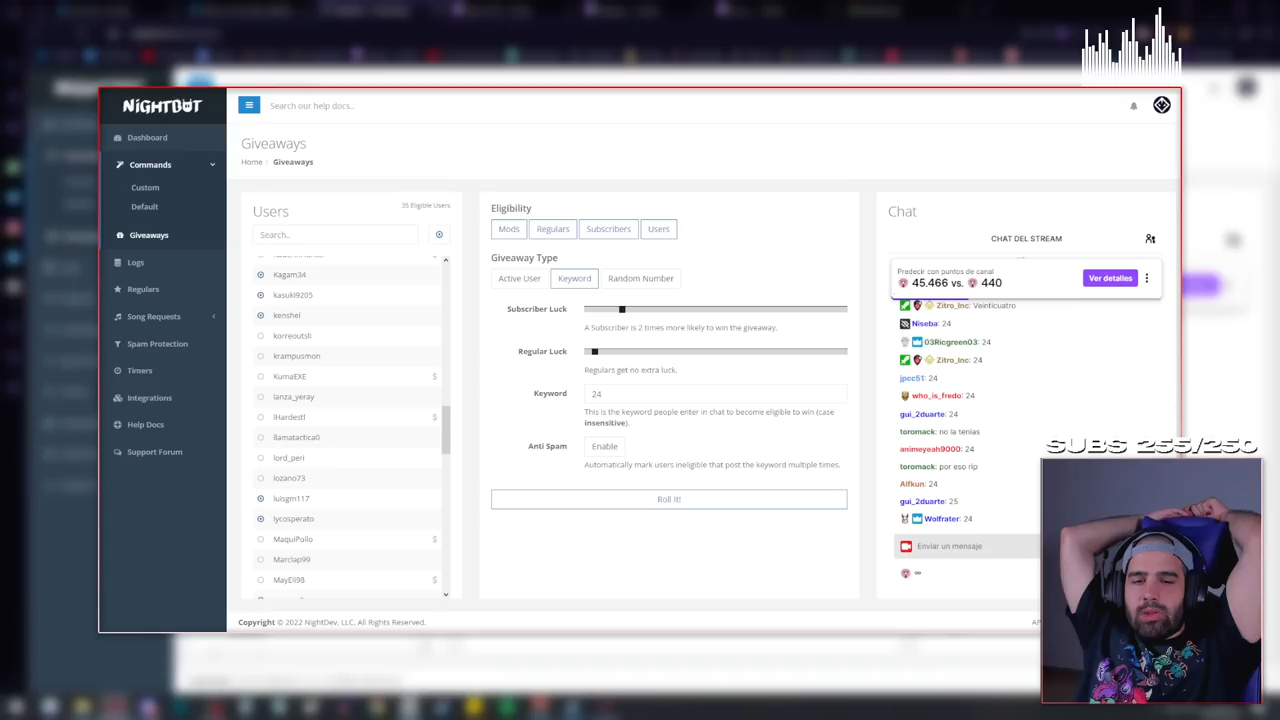 NiGHTBOT
Dashboard
Commands
Custom
Default
Giveaways
Logs
Regulars
Song Requests
Spam Protection
Timers
Integrations
Help Docs
Support Forum
Search our help docs..
Giveaways
Home / Giveaways
Users
35 Eligible Users
Search..
Kagam34
kasuki9205
kenshel
korreoutsli
krampusmon
KumaEXE $
lanza_yeray
lHardestl $
llamatactica0
lord_peri
lozano73
luisgm117
lycosperato
MaquiPollo $
Marclap99
MayEli98 $
Eligibility
Mods Regulars Subscribers Users
Giveaway Type
Active User Keyword Random Number
Subscriber Luck
A Subscriber is 2 times more likely to win the giveaway.
Regular Luck
Regulars get no extra luck.
Keyword 24
This is the keyword people enter in chat to become eligible to win (case
insensitive).
Anti Spam Enable
Automatically mark users ineligible that post the keyword multiple times.
Roll It!
Copyright © 2022 NightDev, LLC. All Rights Reserved.
Chat
CHAT DEL STREAM
Predecir con puntos de canal
45.466 vs. 440
Ver detalles
Zitro_Inc: Veinticuatro
Niseba: 24
03Ricgreen03: 24
Zitro_Inc: 24
jpcc51: 24
who_is_fredo: 24
gui_2duarte: 24
toromack: no la tenias
animeyeah9000: 24
toromack: por eso rip
Alfkun: 24
gui_2duarte: 25
Wolfrater: 24
Enviar un mensaje
∞
AP
SUBS 255/250